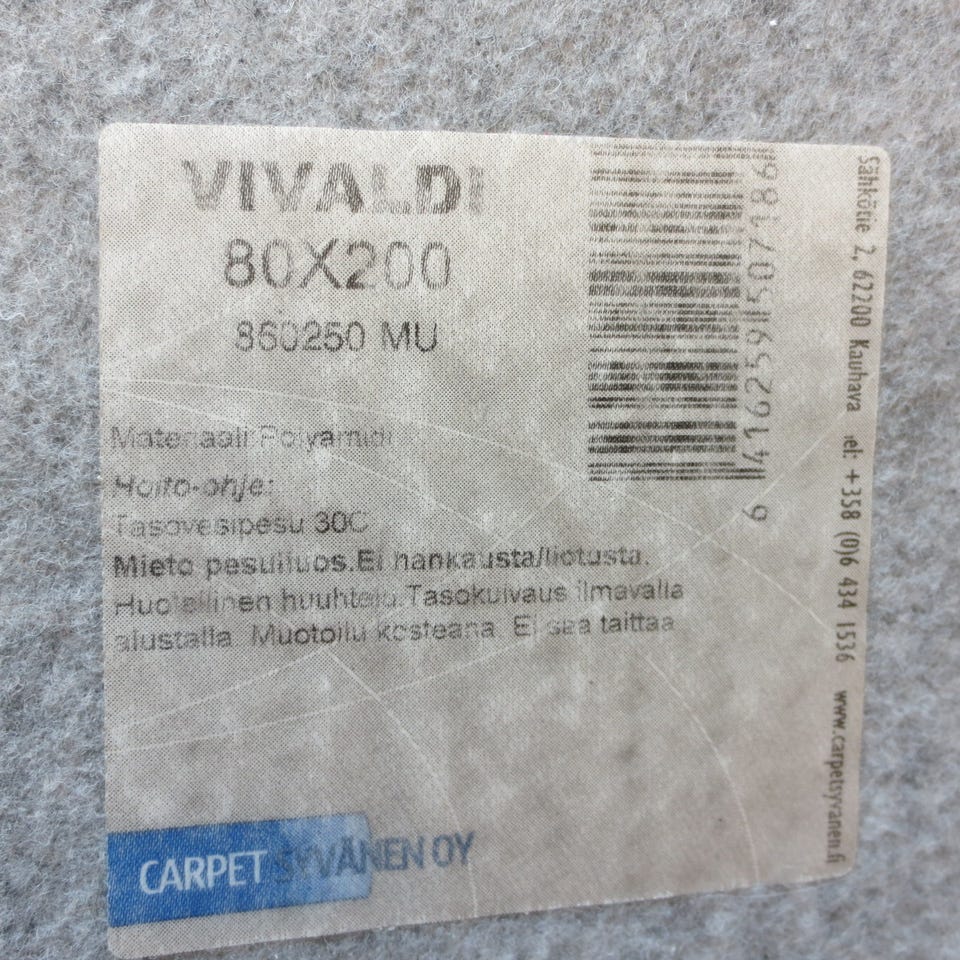 VIVALDI
80X200
860250 MU
Materiaali: Polyamidi
Hoito-ohje:
Tasovesipesu 30C
Mieto pesuliuos.Ei hankausta/liotusta.
Huolellinen huuhtelu.Tasokuivaus ilmavalla
alustalla. Muotoilu kosteana. Ei saa taittaa
CARPET SYVÄNEN OY
6 416259 507186
Sähkötie 2, 62200 Kauhava tel: +358 (0)6 434 1536 www.carpetsyvanen.fi